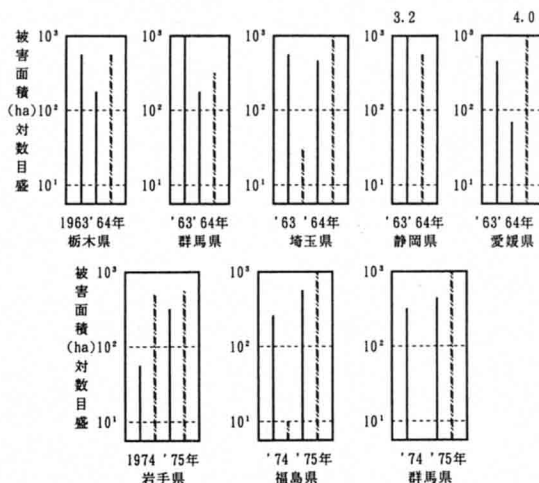 3.2 4.0
被害面積(ha)対数目盛
10³ 10³ 10³ 10³ 10³
10² 10² 10² 10² 10²
10¹ 10¹ 10¹ 10¹ 10¹
1963'64年 '63'64年 '63 '64年 '63'64年 '63'64年
栃木県 群馬県 埼玉県 静岡県 愛媛県
被害面積(ha)対数目盛
10³ 10³ 10³
10² 10² 10²
10¹ 10¹ 10¹
1974 '75年 '74 '75年 '74 '75年
岩手県 福島県 群馬県